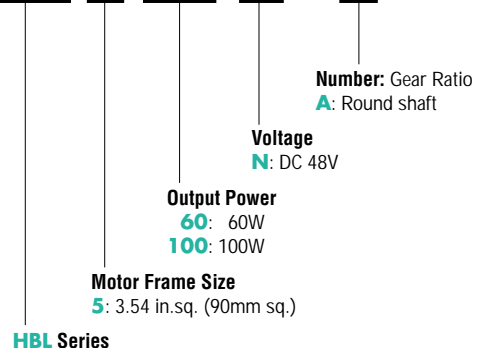 Number: Gear Ratio
A: Round shaft
Voltage
N: DC 48V
Output Power
60: 60W
100: 100W
Motor Frame Size
5: 3.54 in.sq. (90mm sq.)
HBL Series